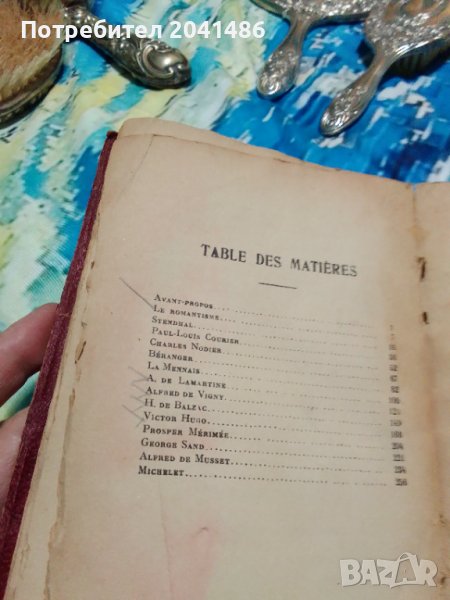 Потребител 2041486
TABLE DES MATIÈRES
Avant-propos
Le romantisme
Stendhal
Paul-Louis Courier
Charles Nodier
Béranger
La Mennais
A. de Lamartine
Alfred de Vigny
H. de Balzac
Victor Hugo
Prosper Mérimée
George Sand
Alfred de Musset
Michelet
BAZAR